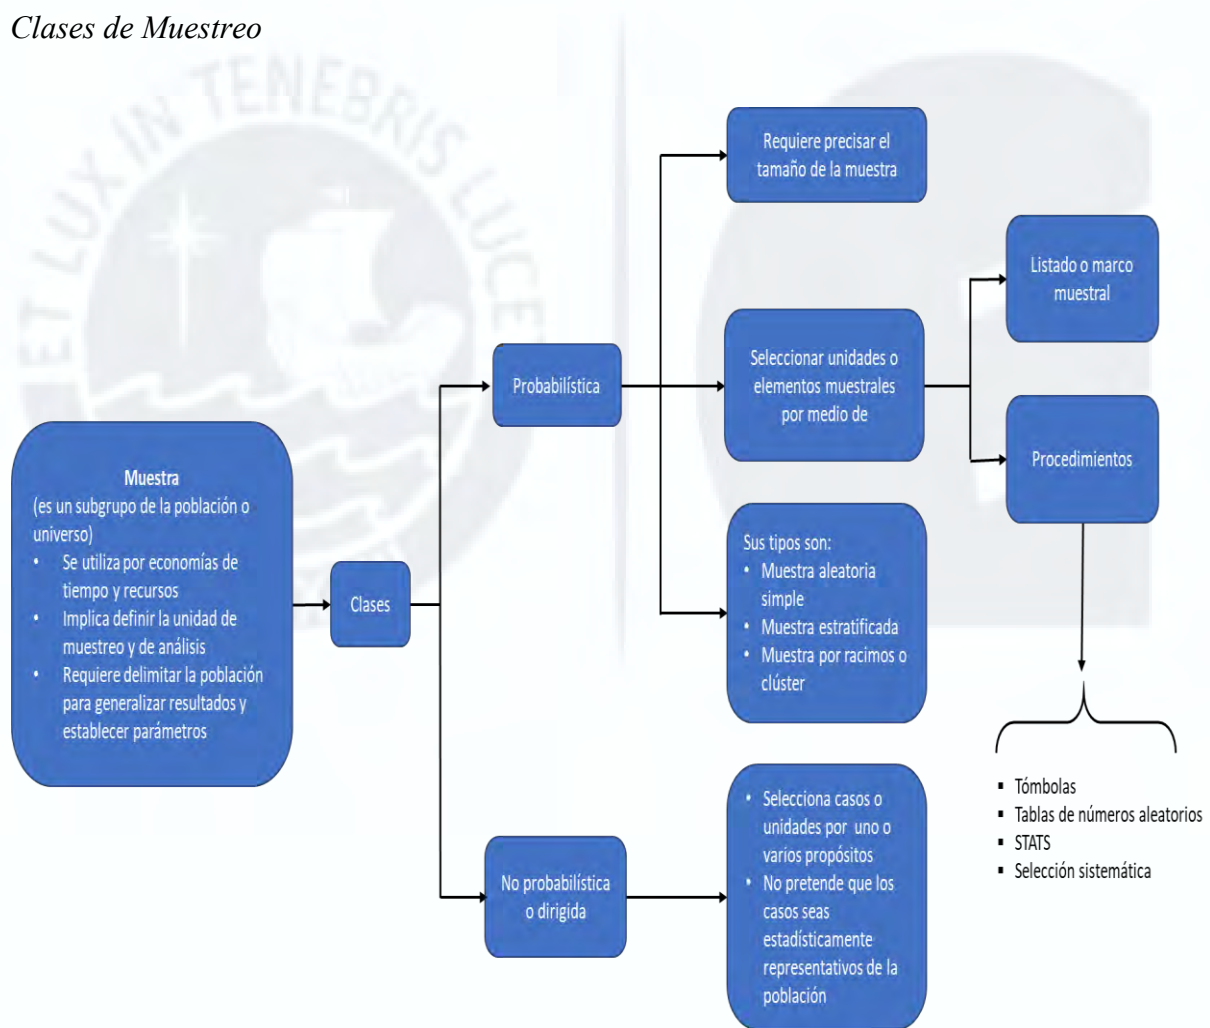 Clases de Muestreo
ET LUX IN TENEBRIS LUCET
Requiere precisar el
tamaño de la muestra
Listado o marco
muestral
Probabilística
Seleccionar unidades o
elementos muestrales
por medio de
Procedimientos
Muestra
(es un subgrupo de la población o
universo)
• Se utiliza por economías de
tiempo y recursos
• Implica definir la unidad de
muestreo y de análisis
• Requiere delimitar la población
para generalizar resultados y
establecer parámetros
Clases
Sus tipos son:
• Muestra aleatoria
simple
• Muestra estratificada
• Muestra por racimos o
clúster
▪ Tómbolas
▪ Tablas de números aleatorios
▪ STATS
▪ Selección sistemática
No probabilística
o dirigida
• Selecciona casos o
unidades por uno o
varios propósitos
• No pretende que los
casos seas
estadísticamente
representativos de la
población